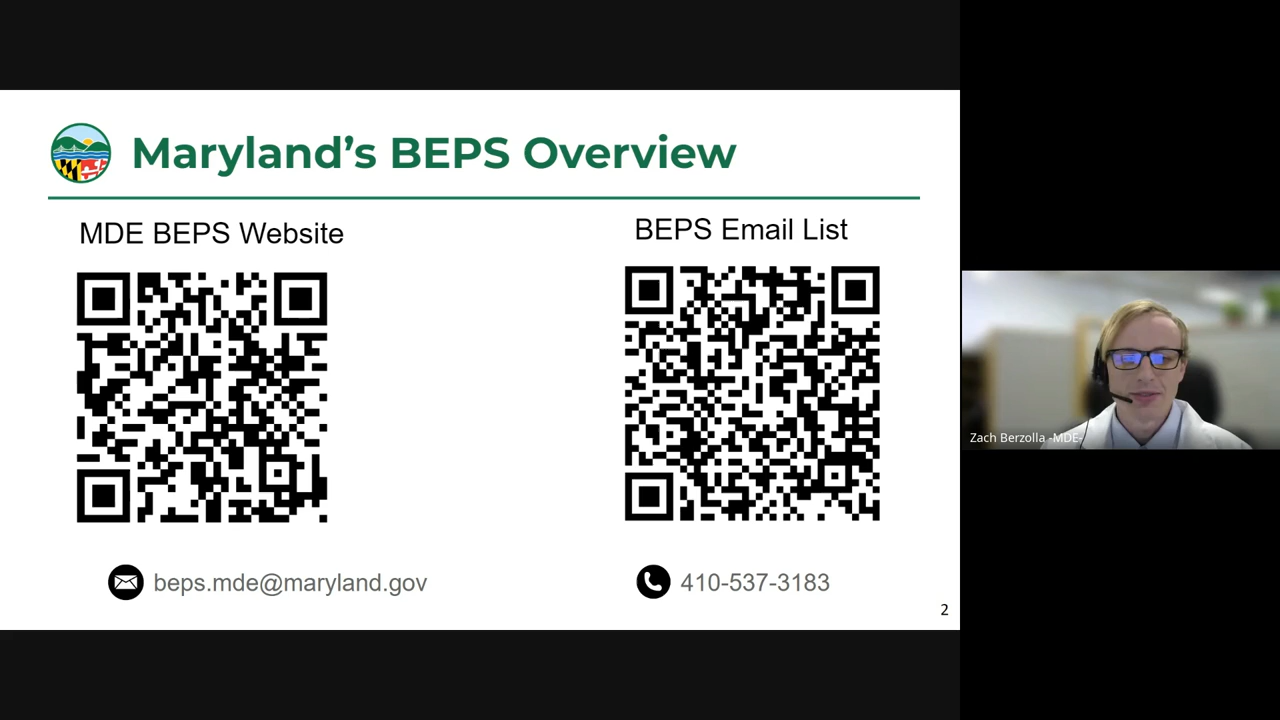 Maryland’s BEPS Overview
MDE BEPS Website
BEPS Email List
beps.mde@maryland.gov
410-537-3183
2
Zach Berzolla -MDE-